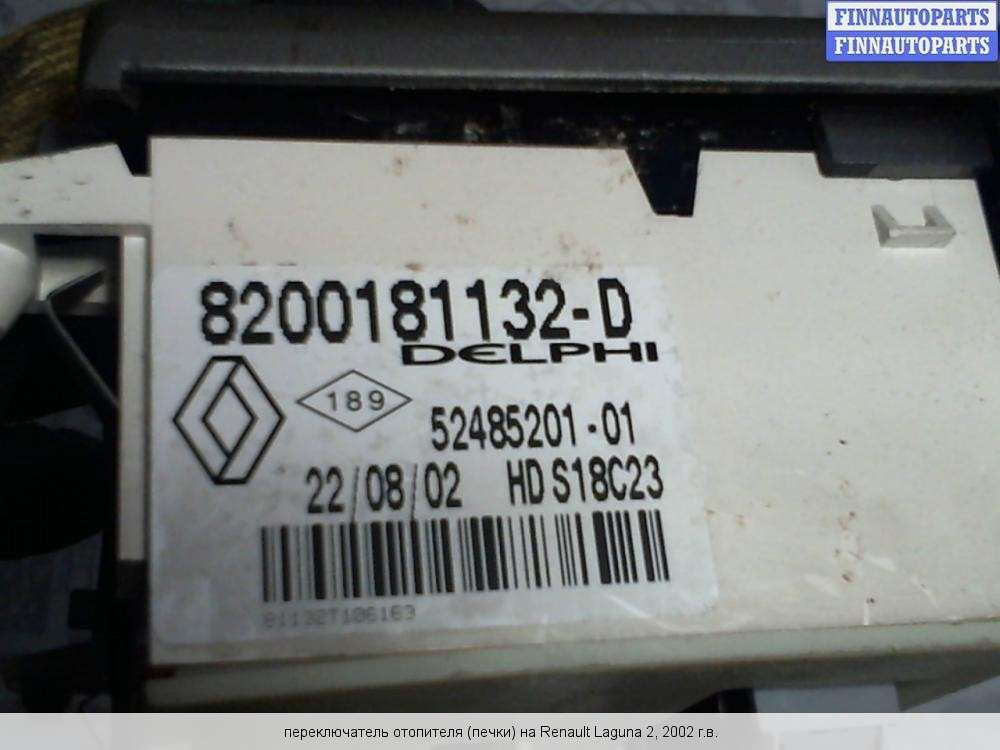 FINNAUTOPARTS
FINNAUTOPARTS
8200181132-D
DELPHI
189
52485201-01
22/08/02 HD S18C23
81132T106163
переключатель отопителя (печки) на Renault Laguna 2, 2002 г.в.